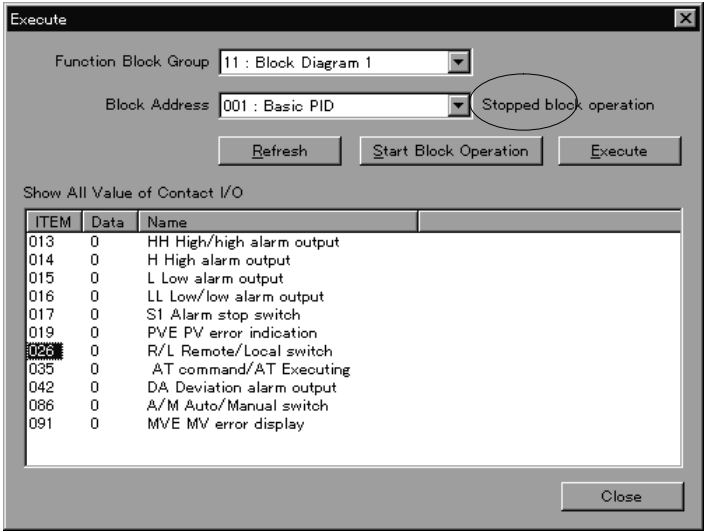 Execute
Function Block Group 11 : Block Diagram 1
Block Address 001 : Basic PID Stopped block operation
Refresh Start Block Operation Execute
Show All Value of Contact I/O
ITEM Data Name
013 0 HH High/high alarm output
014 0 H High alarm output
015 0 L Low alarm output
016 0 LL Low/low alarm output
017 0 S1 Alarm stop switch
019 0 PVE PV error indication
026 0 R/L Remote/Local switch
035 0 AT command/AT Executing
042 0 DA Deviation alarm output
086 0 A/M Auto/Manual switch
091 0 MVE MV error display
Close